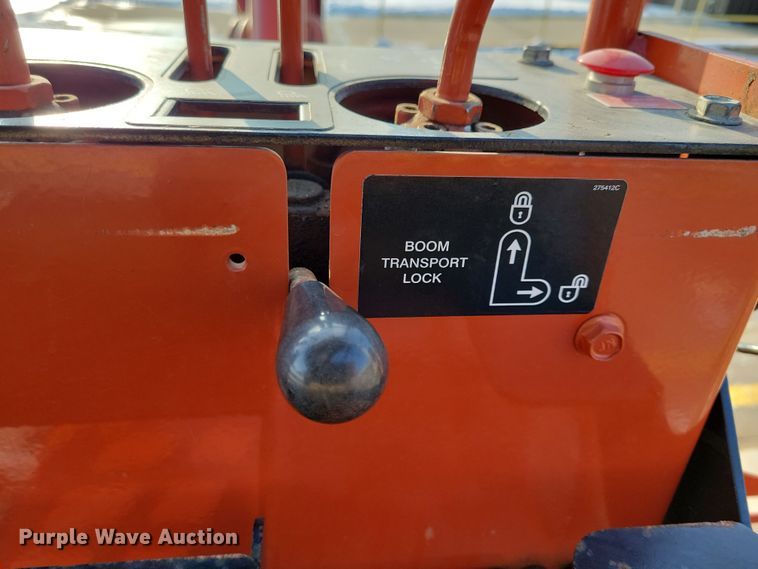 275412C
BOOM
TRANSPORT
LOCK
Purple Wave Auction